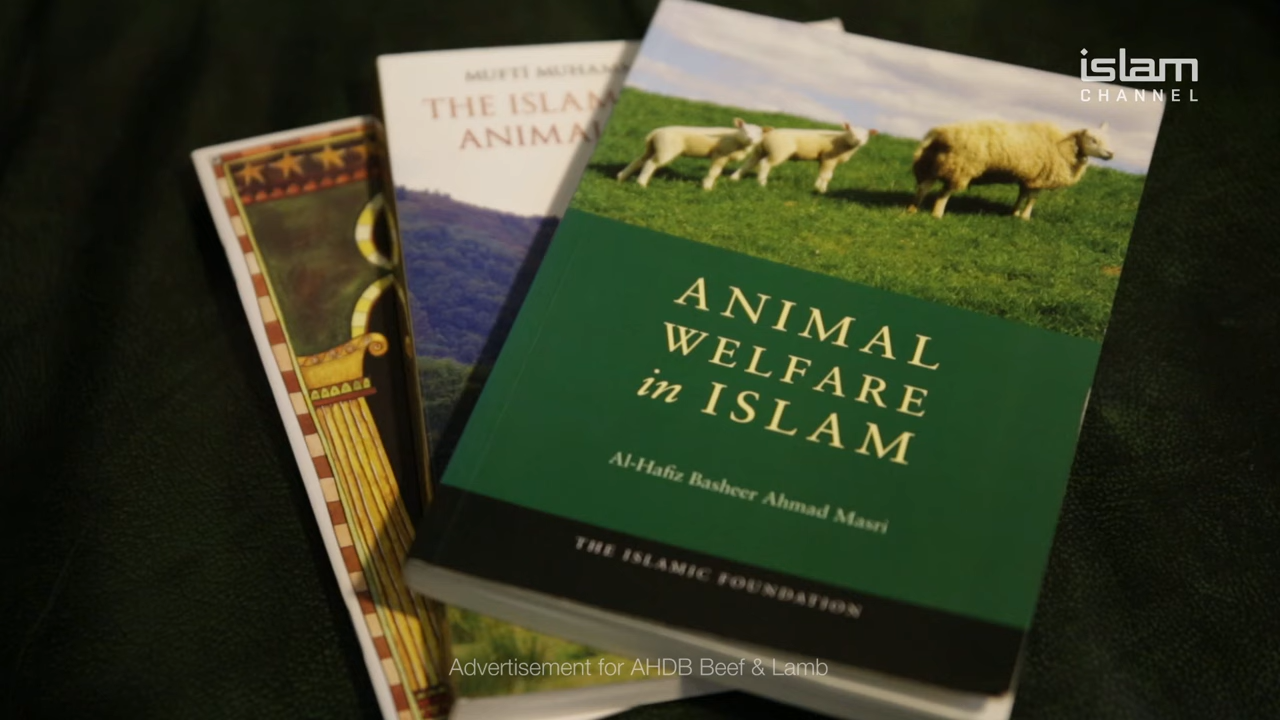 islam
CHANNEL
MUFTI
THE ISLAM
ANIMAL
ANIMAL
WELFARE
in ISLAM
Al-Hafiz Basheer Ahmad Masri
THE ISLAMIC FOUNDATION
Advertisement for AHDB Beef & Lamb